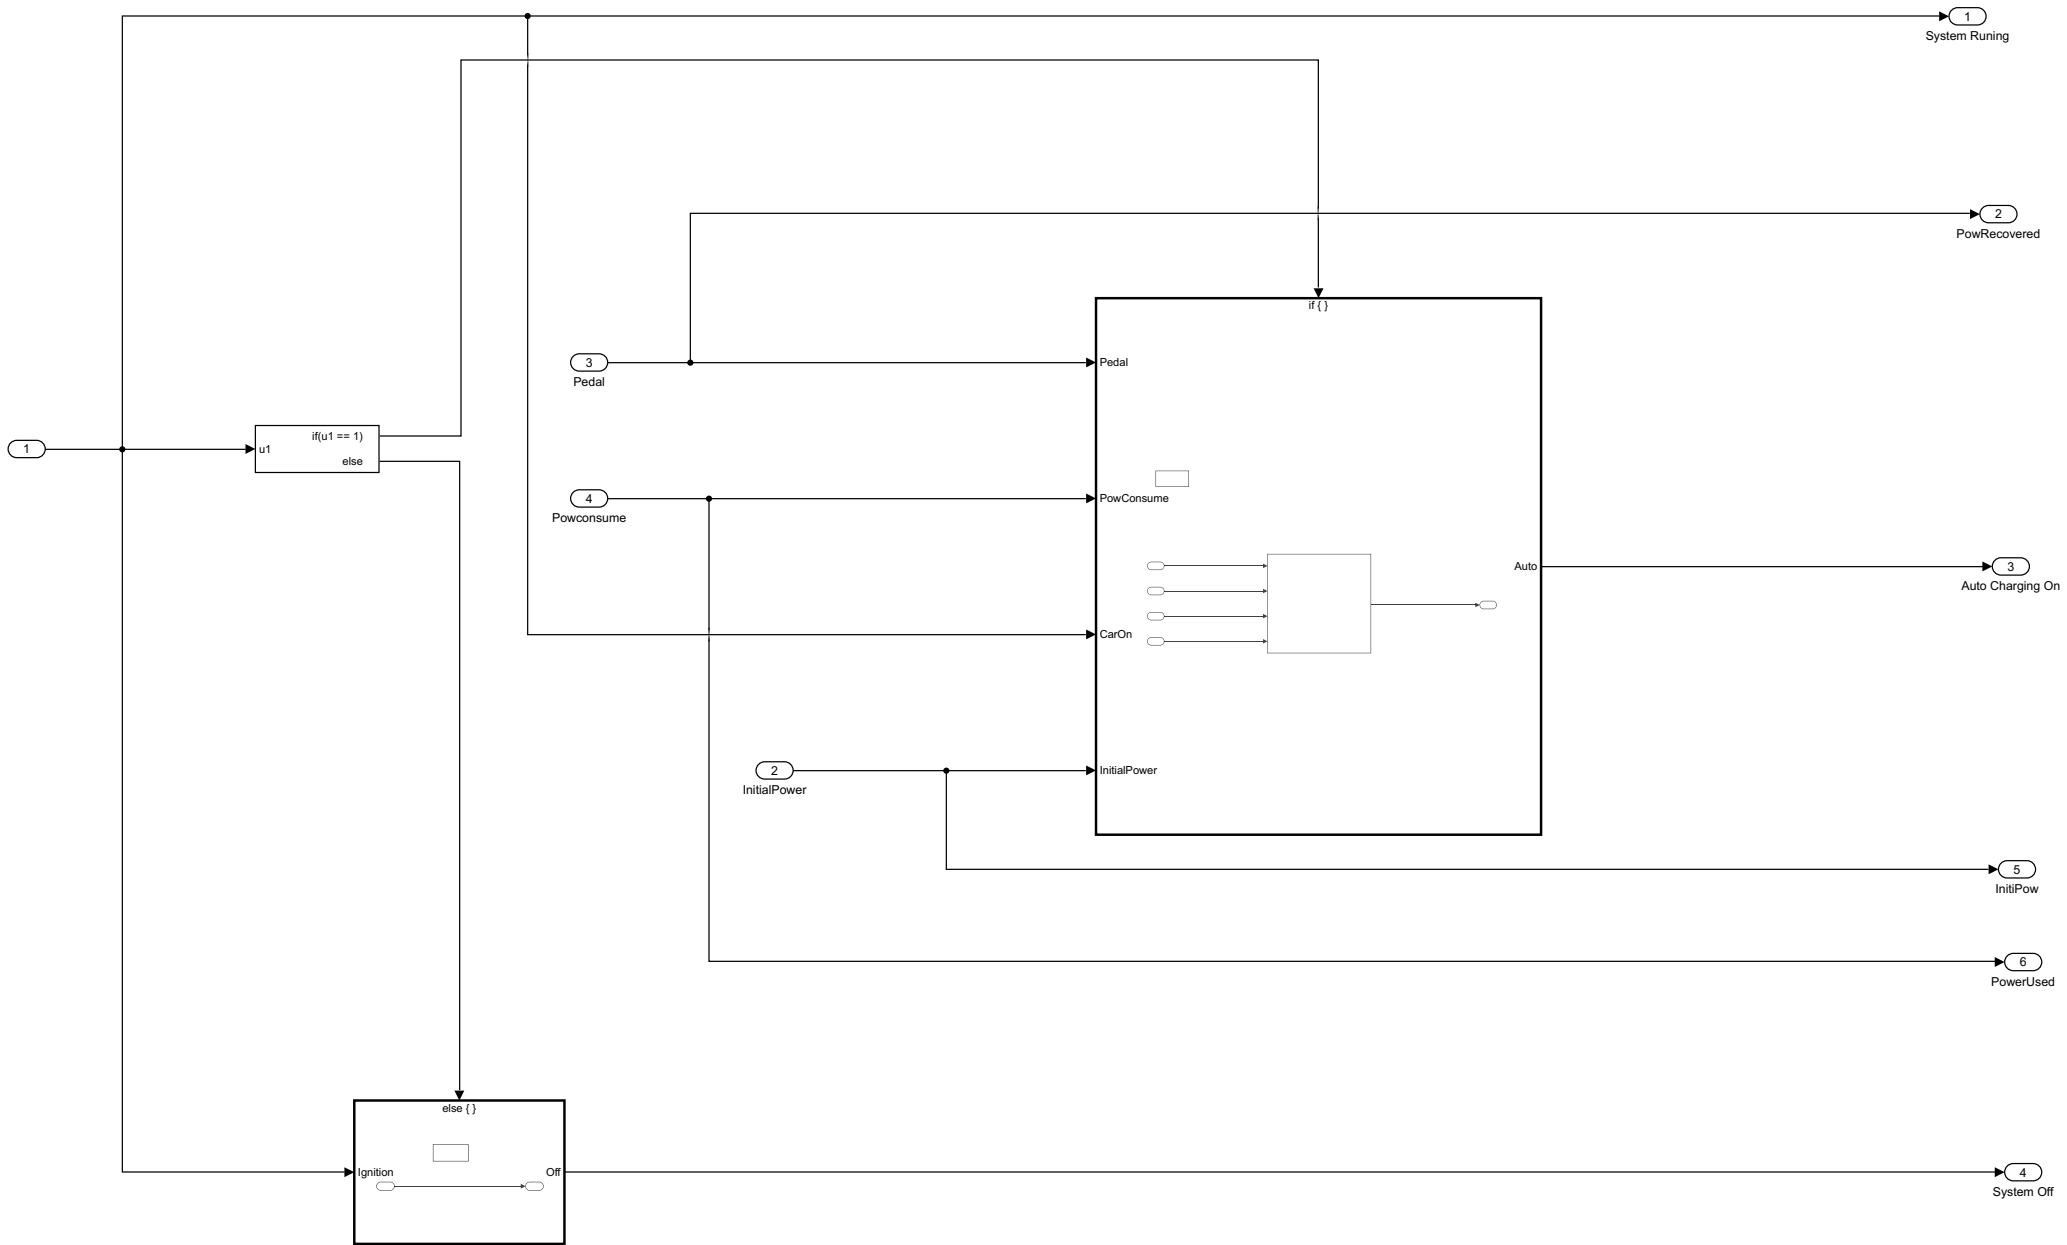 1
System Runing
2
PowRecovered
if { }
3
Pedal
Pedal
1
u1
if(u1 == 1)
else
4
Powconsume
PowConsume
Auto
3
Auto Charging On
CarOn
2
InitialPower
InitialPower
5
InitiPow
6
PowerUsed
else { }
Ignition
Off
4
System Off